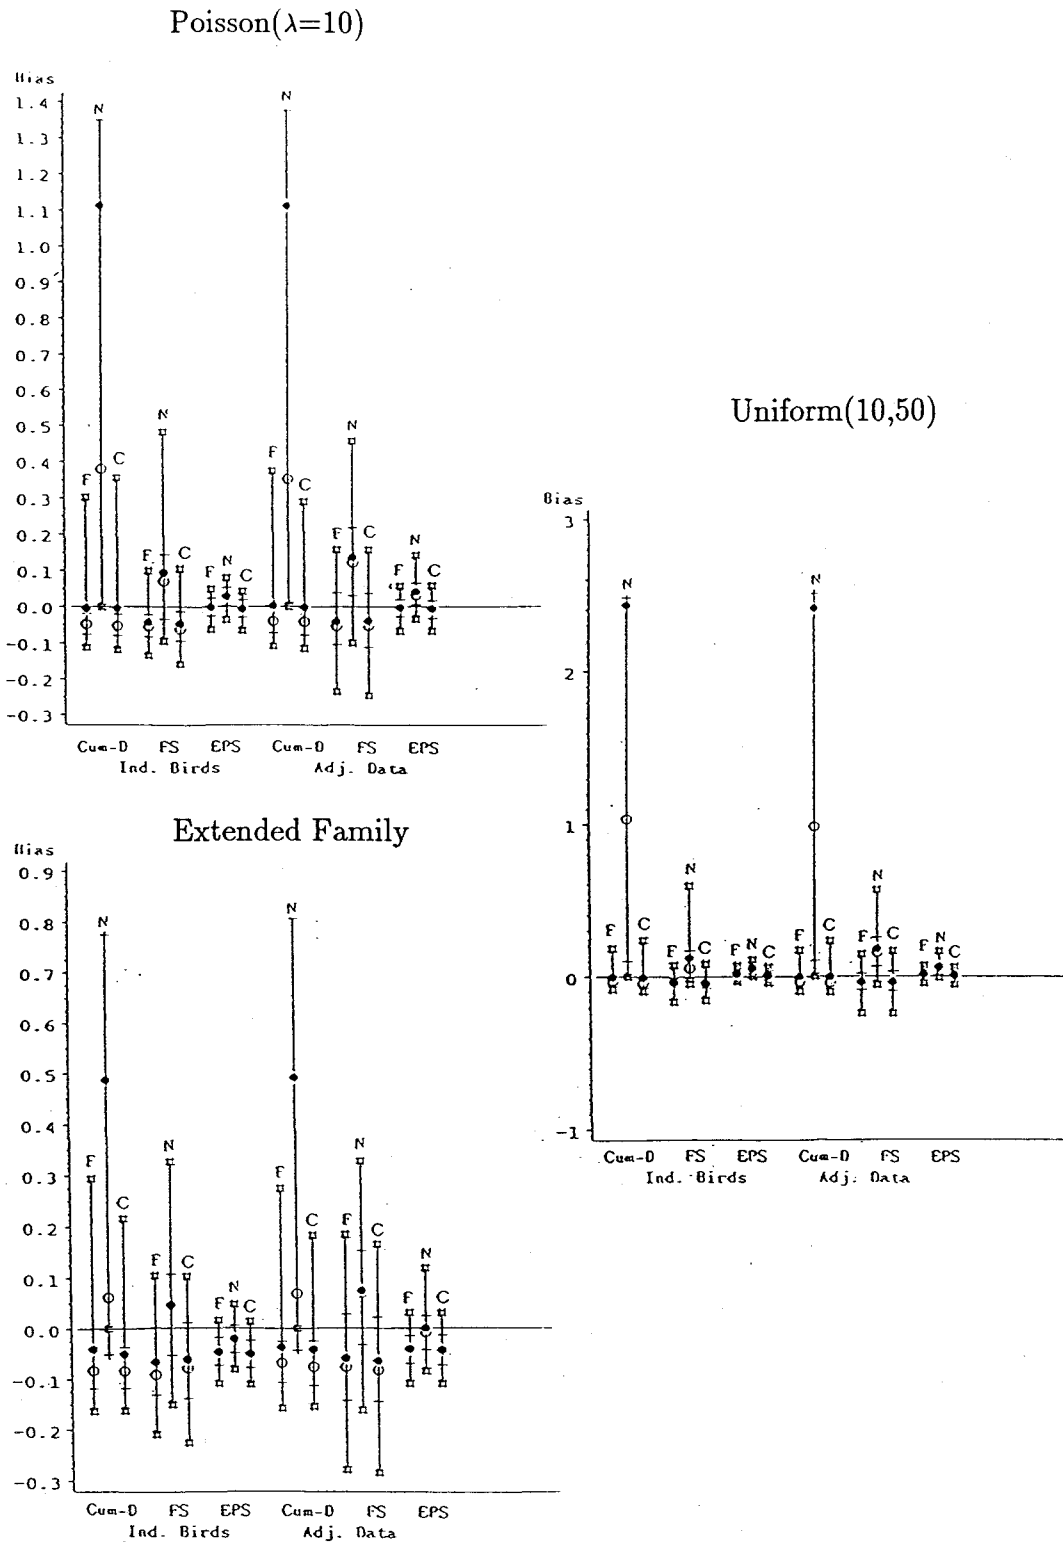 Poisson(λ=10)
Bias
N
N
1.4
1.3
1.2
1.1
1.0
0.9
0.8
0.7
0.6
0.5
0.4
0.3
0.2
0.1
0.0
-0.1
-0.2
-0.3
F
C
N
F
C
F
N
C
F
C
N
F
C
F
N
C
Cum-D FS EPS Cum-D FS EPS
Ind. Birds Adj. Data
Uniform(10,50)
Bias
3
2
1
0
-1
N
N
F
C
N
F
C
F
N
C
F
C
N
F
C
F
N
C
Cum-D FS EPS Cum-D FS EPS
Ind. Birds Adj. Data
Extended Family
Bias
0.9
0.8
0.7
0.6
0.5
0.4
0.3
0.2
0.1
0.0
-0.1
-0.2
-0.3
N
N
F
C
N
F
C
F
N
C
F
C
N
F
C
F
N
C
Cum-D FS EPS Cum-D FS EPS
Ind. Birds Adj. Data